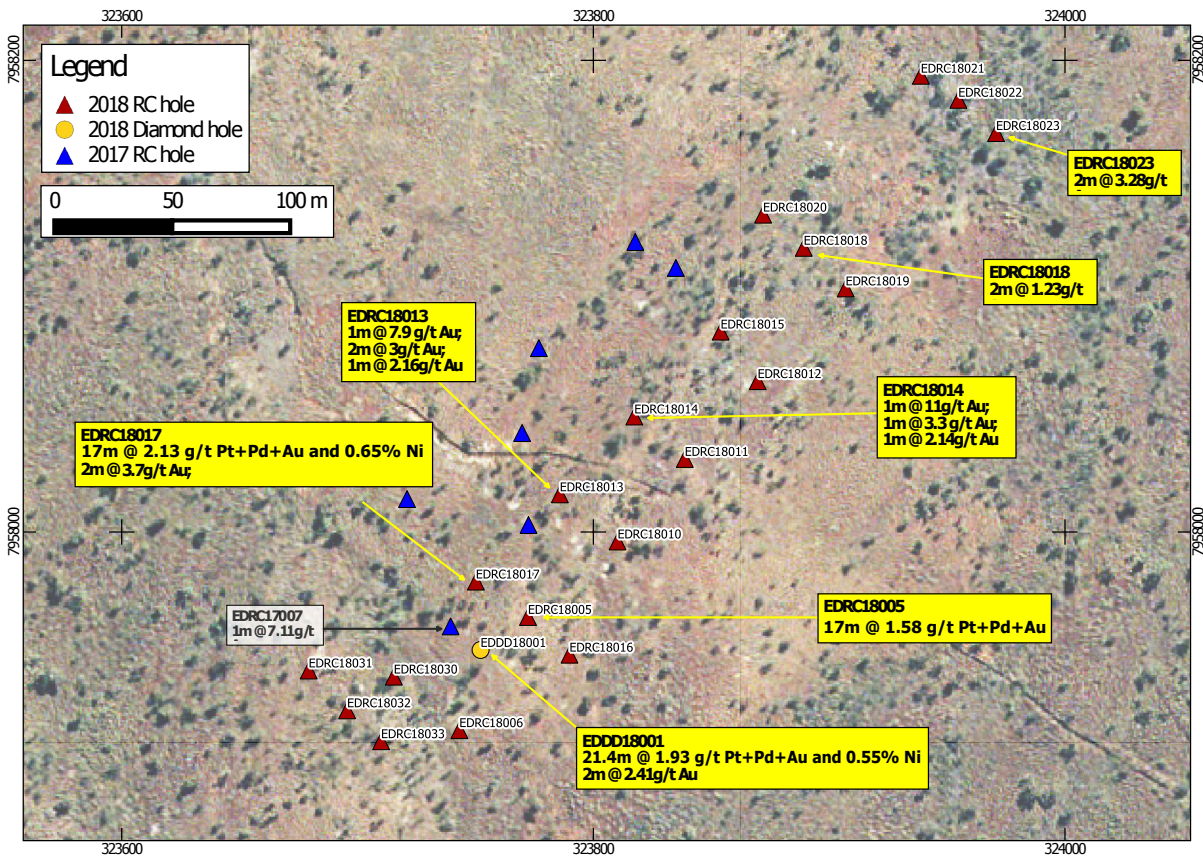 323600 323800 324000
7958200 7958200
Legend
2018 RC hole
2018 Diamond hole
2017 RC hole
0 50 100 m
EDRC18021
EDRC18022
EDRC18023
EDRC18023
2m @ 3.28g/t
EDRC18020
EDRC18018
EDRC18018
2m @ 1.23g/t
EDRC18019
EDRC18013
1m @ 7.9 g/t Au;
2m @ 3g/t Au;
1m @ 2.16g/t Au
EDRC18015
EDRC18012
EDRC18014
EDRC18014
1m @ 11g/t Au;
1m @ 3.3 g/t Au;
1m @ 2.14g/t Au
EDRC18017
17m @ 2.13 g/t Pt+Pd+Au and 0.65% Ni
2m @ 3.7g/t Au;
EDRC18011
EDRC18013
7958000 7958000
EDRC18010
EDRC18017
EDRC17007
1m @ 7.11g/t
EDRC18005
EDRC18005
17m @ 1.58 g/t Pt+Pd+Au
EDDD18001
EDRC18016
EDRC18031
EDRC18030
EDRC18032
EDRC18033
EDRC18006
EDDD18001
21.4m @ 1.93 g/t Pt+Pd+Au and 0.55% Ni
2m @ 2.41g/t Au
323600 323800 324000